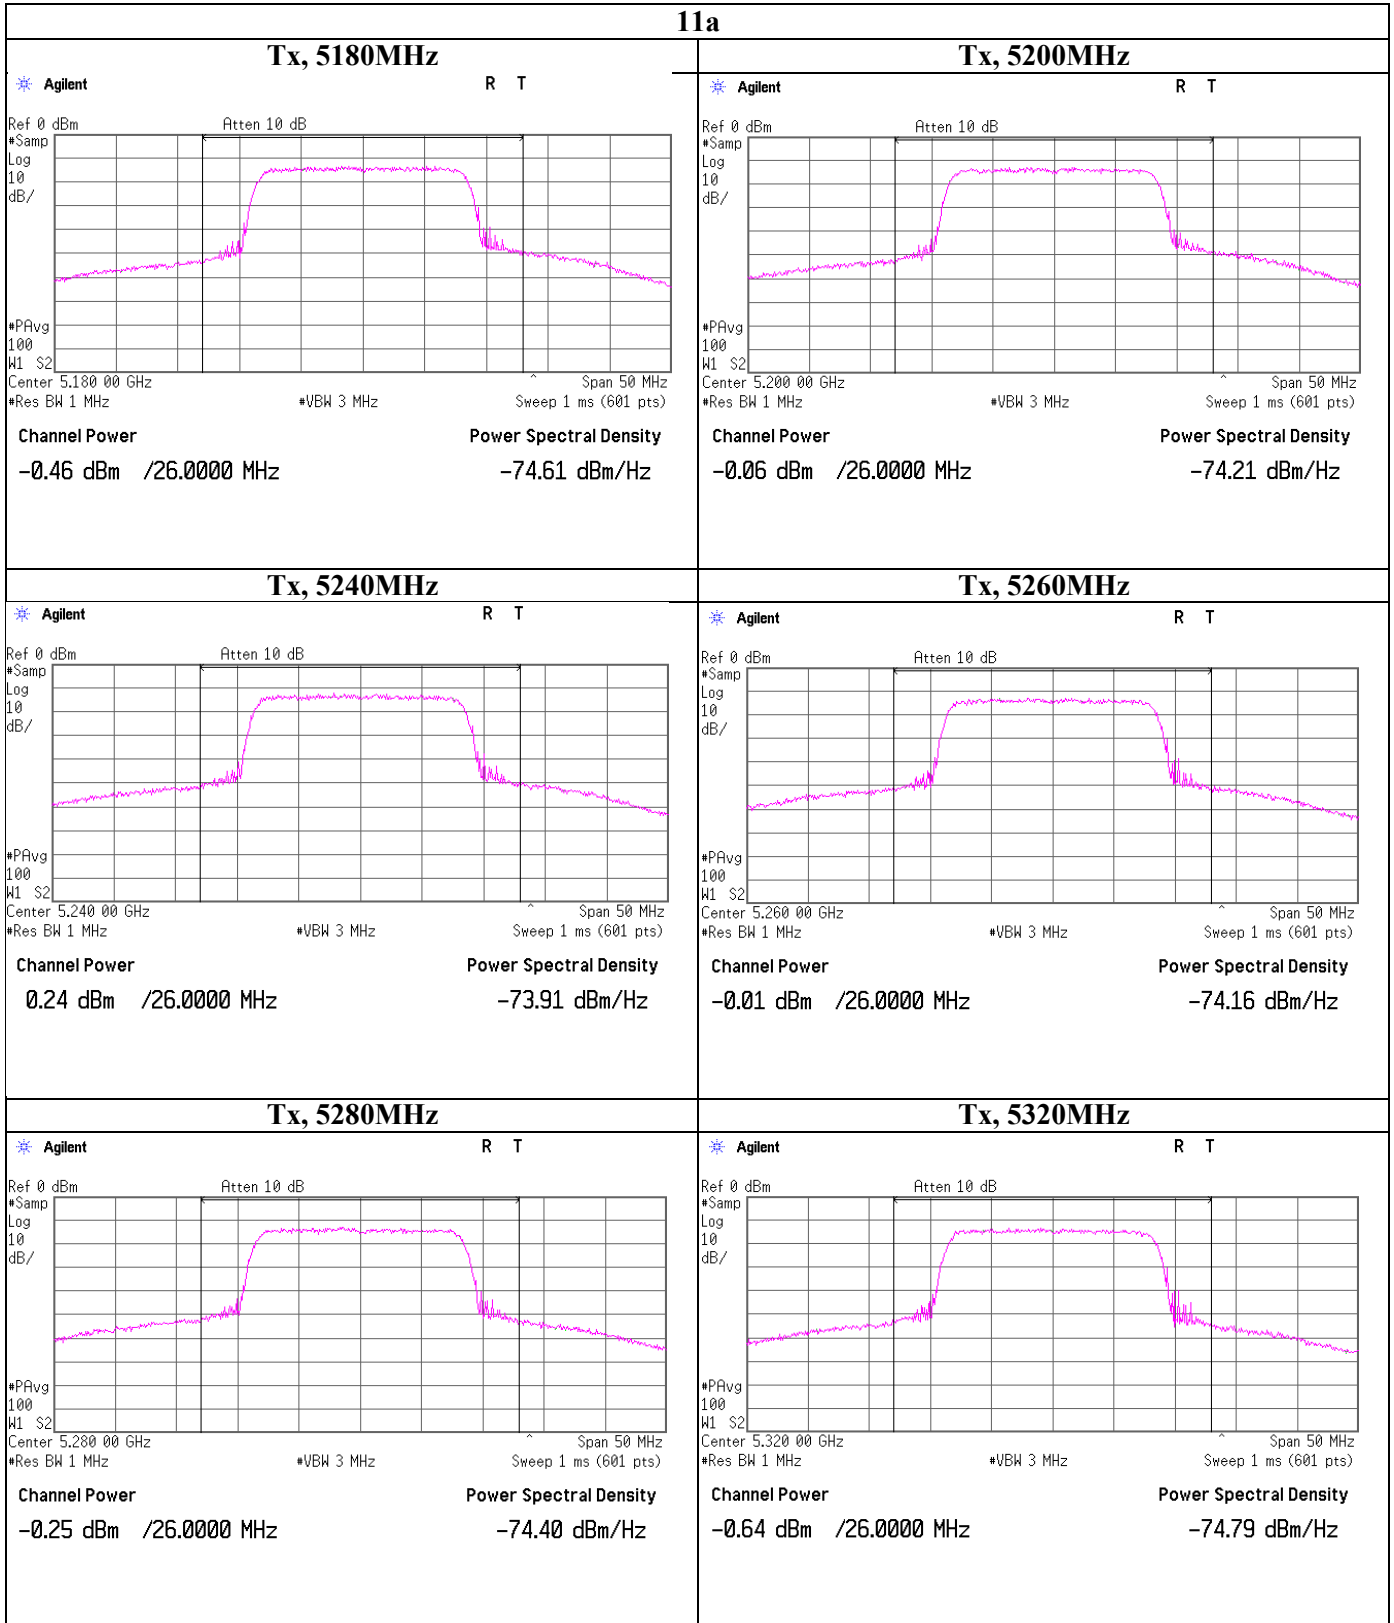 11a
Tx, 5180MHz
Agilent R T
Ref 0 dBm Atten 10 dB
#Samp
Log
10
dB/
#PAvg
100
W1 S2
Center 5.180 00 GHz ^ Span 50 MHz
#Res BW 1 MHz #VBW 3 MHz Sweep 1 ms (601 pts)
Channel Power Power Spectral Density
-0.46 dBm /26.0000 MHz -74.61 dBm/Hz
Tx, 5200MHz
Agilent R T
Ref 0 dBm Atten 10 dB
#Samp
Log
10
dB/
#PAvg
100
W1 S2
Center 5.200 00 GHz ^ Span 50 MHz
#Res BW 1 MHz #VBW 3 MHz Sweep 1 ms (601 pts)
Channel Power Power Spectral Density
-0.06 dBm /26.0000 MHz -74.21 dBm/Hz
Tx, 5240MHz
Agilent R T
Ref 0 dBm Atten 10 dB
#Samp
Log
10
dB/
#PAvg
100
W1 S2
Center 5.240 00 GHz ^ Span 50 MHz
#Res BW 1 MHz #VBW 3 MHz Sweep 1 ms (601 pts)
Channel Power Power Spectral Density
0.24 dBm /26.0000 MHz -73.91 dBm/Hz
Tx, 5260MHz
Agilent R T
Ref 0 dBm Atten 10 dB
#Samp
Log
10
dB/
#PAvg
100
W1 S2
Center 5.260 00 GHz ^ Span 50 MHz
#Res BW 1 MHz #VBW 3 MHz Sweep 1 ms (601 pts)
Channel Power Power Spectral Density
-0.01 dBm /26.0000 MHz -74.16 dBm/Hz
Tx, 5280MHz
Agilent R T
Ref 0 dBm Atten 10 dB
#Samp
Log
10
dB/
#PAvg
100
W1 S2
Center 5.280 00 GHz ^ Span 50 MHz
#Res BW 1 MHz #VBW 3 MHz Sweep 1 ms (601 pts)
Channel Power Power Spectral Density
-0.25 dBm /26.0000 MHz -74.40 dBm/Hz
Tx, 5320MHz
Agilent R T
Ref 0 dBm Atten 10 dB
#Samp
Log
10
dB/
#PAvg
100
W1 S2
Center 5.320 00 GHz ^ Span 50 MHz
#Res BW 1 MHz #VBW 3 MHz Sweep 1 ms (601 pts)
Channel Power Power Spectral Density
-0.64 dBm /26.0000 MHz -74.79 dBm/Hz